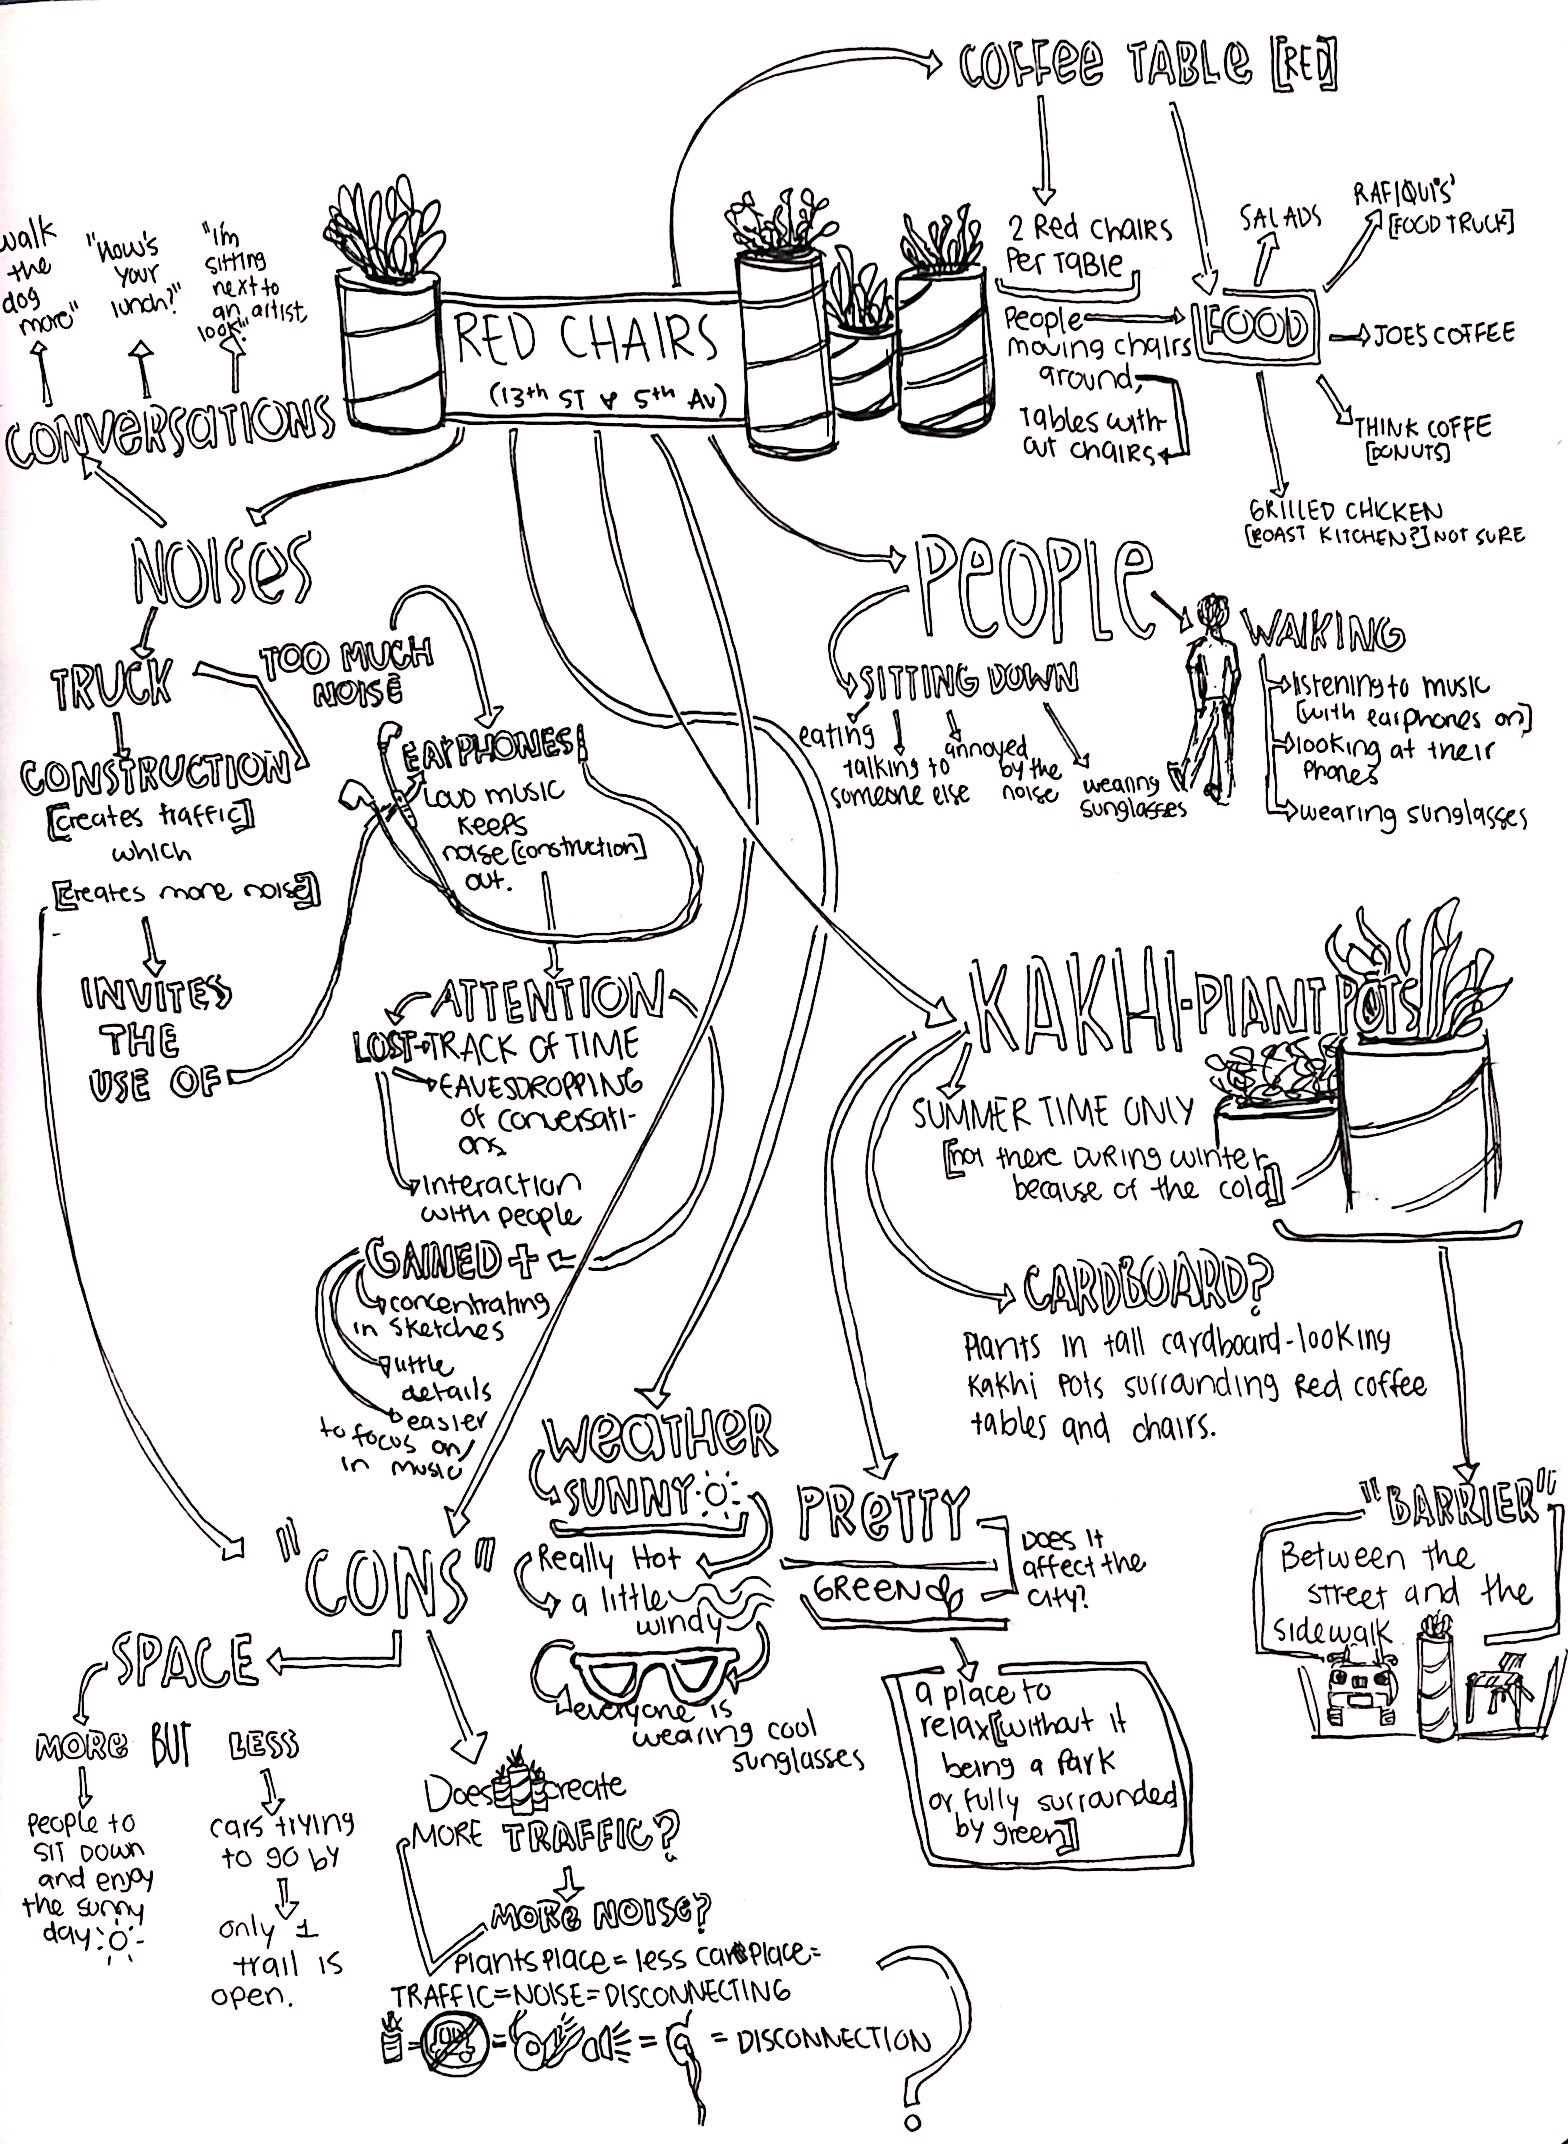 COFFEE TABLE [RED]
2 Red chairs
Per Table
People
moving chairs
around,
Tables with-
out chairs
FOOD
SALADS
RAFIQUI'S'
[FOOD TRUCK]
JOE'S COFFEE
THINK COFFE
[DONUTS]
GRILLED CHICKEN
[ROAST KITCHEN?] NOT SURE
RED CHAIRS
(13th ST & 5th AV)
walk
the
dog
more"
"how's
your
lunch?"
"I'm
sitting
next to
an artist,
look!"
CONVERSATIONS
NOISES
TRUCK
CONSTRUCTION
[creates traffic]
which
[creates more noise]
INVITES
THE
USE OF
TOO MUCH
NOISE
EARPHONES!
LOUD MUSIC
KEEPS
noise [construction]
out.
ATTENTION
LOST
TRACK OF TIME
EAVESDROPPING
of conversati-
ons
interaction
with people
GAINED +
concentrating
in sketches
little
details
easier
to focus on/
in music
PEOPLE
SITTING DOWN
eating
talking to
someone else
annoyed
by the
noise
wearing
sunglasses
WALKING
listening to music
[with earphones on]
looking at their
Phones
wearing sunglasses
KAKHI-PLANT POTS
SUMMER TIME ONLY
[not there DURING winter
because of the cold]
CARDBOARD?
Plants in tall cardboard-looking
Kakhi Pots surrounding Red coffee
tables and chairs.
"BARRIER"
Between the
street and the
sidewalk
PRETTY
GREEN
DOES IT
affect the
city?
a place to
relax [without it
being a Park
or fully surrounded
by green]
WEATHER
SUNNY
Really Hot
a little
windy
everyone is
wearing cool
sunglasses
"CONS"
SPACE
MORE BUT LESS
People to
SIT DOWN
and enjoy
the sunny
day
cars trying
to go by
only 1
trail is
open.
Does create
MORE TRAFFIC?
MORE NOISE?
Plants place = less cars place =
TRAFFIC=NOISE=DISCONNECTING
= = = = DISCONNECTION
?